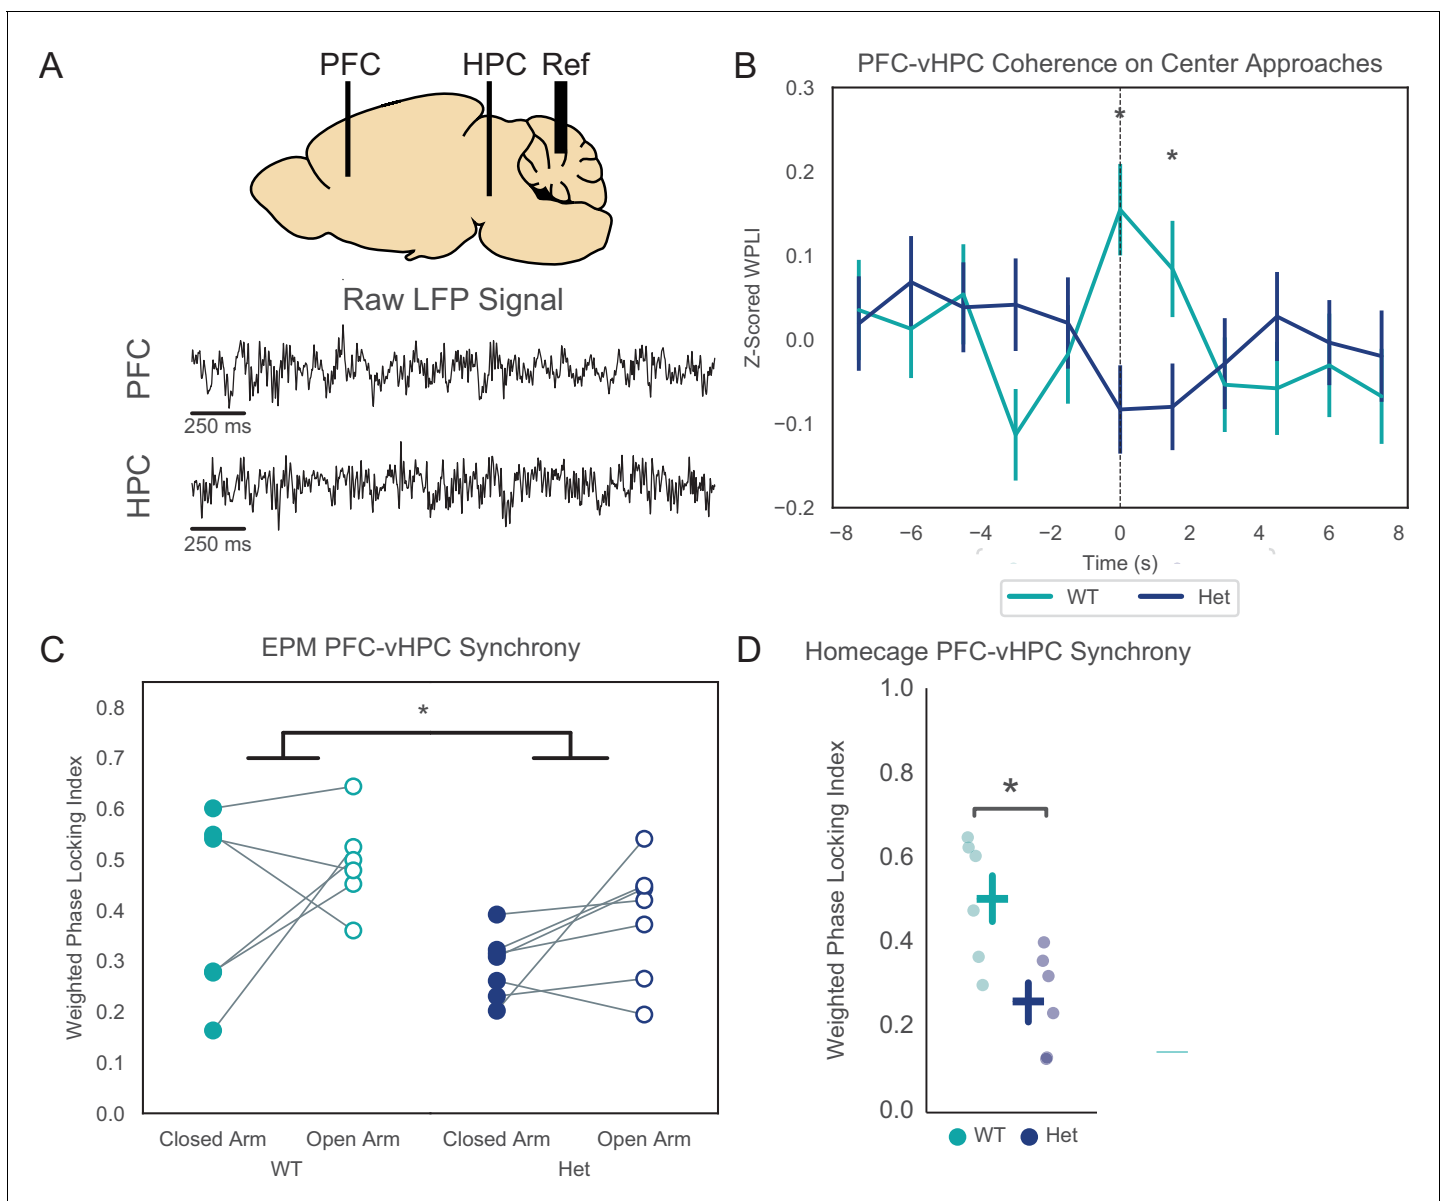 A
PFC HPC Ref
Raw LFP Signal
PFC
250 ms
HPC
250 ms
B
PFC-vHPC Coherence on Center Approaches
Z-Scored WPLI
0.3
*
*
0.2
0.1
0.0
−0.1
−0.2
−8 −6 −4 −2 0 2 4 6 8
Time (s)
WT Het
C
EPM PFC-vHPC Synchrony
Weighted Phase Locking Index
0.8
*
0.7
0.6
0.5
0.4
0.3
0.2
0.1
0.0
Closed Arm Open Arm Closed Arm Open Arm
WT Het
D
Homecage PFC-vHPC Synchrony
Weighted Phase Locking Index
1.0
0.8
*
0.6
0.4
0.2
0.0
WT Het